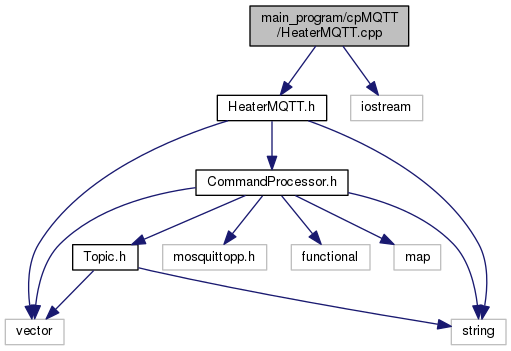 main_program/cpMQTT
/HeaterMQTT.cpp
HeaterMQTT.h
iostream
CommandProcessor.h
Topic.h
mosquittopp.h
functional
map
vector
string